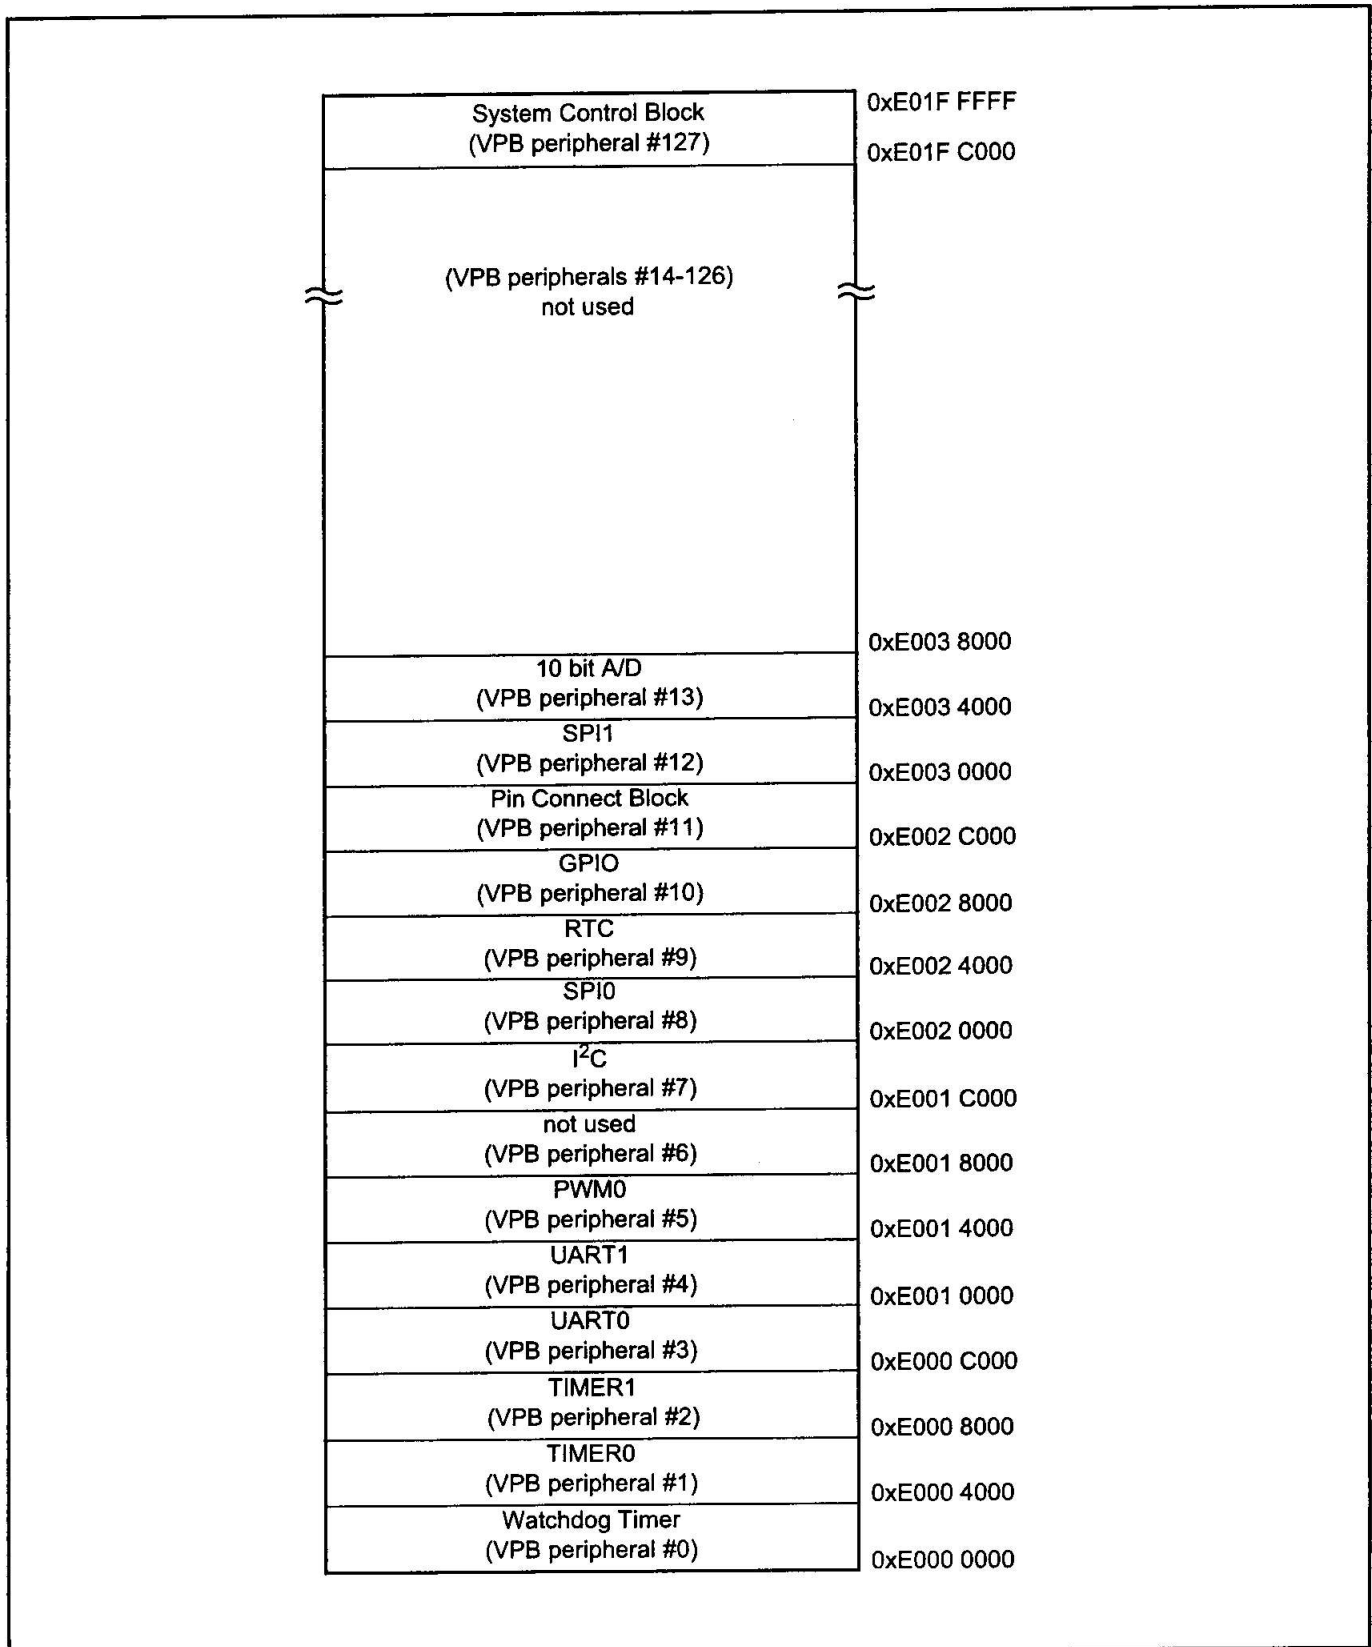 System Control Block
(VPB peripheral #127)
0xE01F FFFF
0xE01F C000
(VPB peripherals #14-126)
not used
0xE003 8000
10 bit A/D
(VPB peripheral #13)
0xE003 4000
SPI1
(VPB peripheral #12)
0xE003 0000
Pin Connect Block
(VPB peripheral #11)
0xE002 C000
GPIO
(VPB peripheral #10)
0xE002 8000
RTC
(VPB peripheral #9)
0xE002 4000
SPI0
(VPB peripheral #8)
0xE002 0000
I²C
(VPB peripheral #7)
0xE001 C000
not used
(VPB peripheral #6)
0xE001 8000
PWM0
(VPB peripheral #5)
0xE001 4000
UART1
(VPB peripheral #4)
0xE001 0000
UART0
(VPB peripheral #3)
0xE000 C000
TIMER1
(VPB peripheral #2)
0xE000 8000
TIMER0
(VPB peripheral #1)
0xE000 4000
Watchdog Timer
(VPB peripheral #0)
0xE000 0000